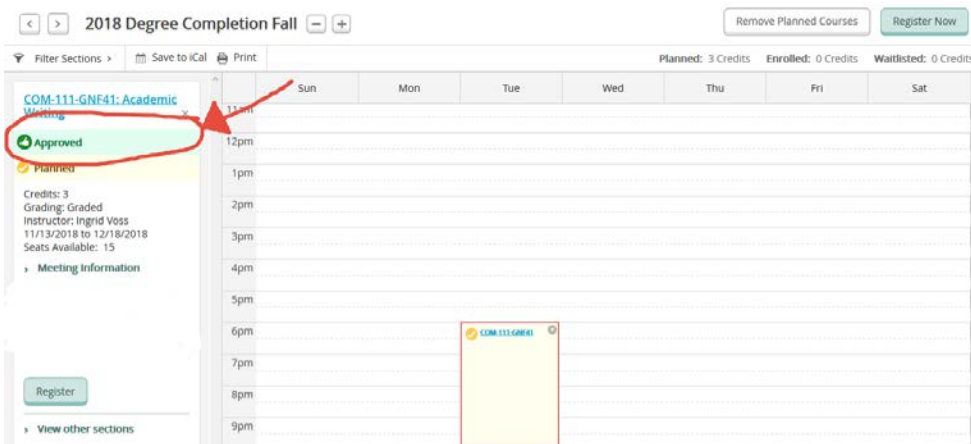 2018 Degree Completion Fall
Remove Planned Courses
Register Now
Filter Sections
Save to iCal
Print
Planned: 3 Credits Enrolled: 0 Credits Waitlisted: 0 Credits
COM-111-GNF41: Academic
Writing
Approved
Planned
Credits: 3
Grading: Graded
Instructor: Ingrid Voss
11/13/2018 to 12/18/2018
Seats Available: 15
Meeting Information
Register
View other sections
Sun Mon Tue Wed Thu Fri Sat
11am
12pm
1pm
2pm
3pm
4pm
5pm
6pm COM-111-GNF41
7pm
8pm
9pm